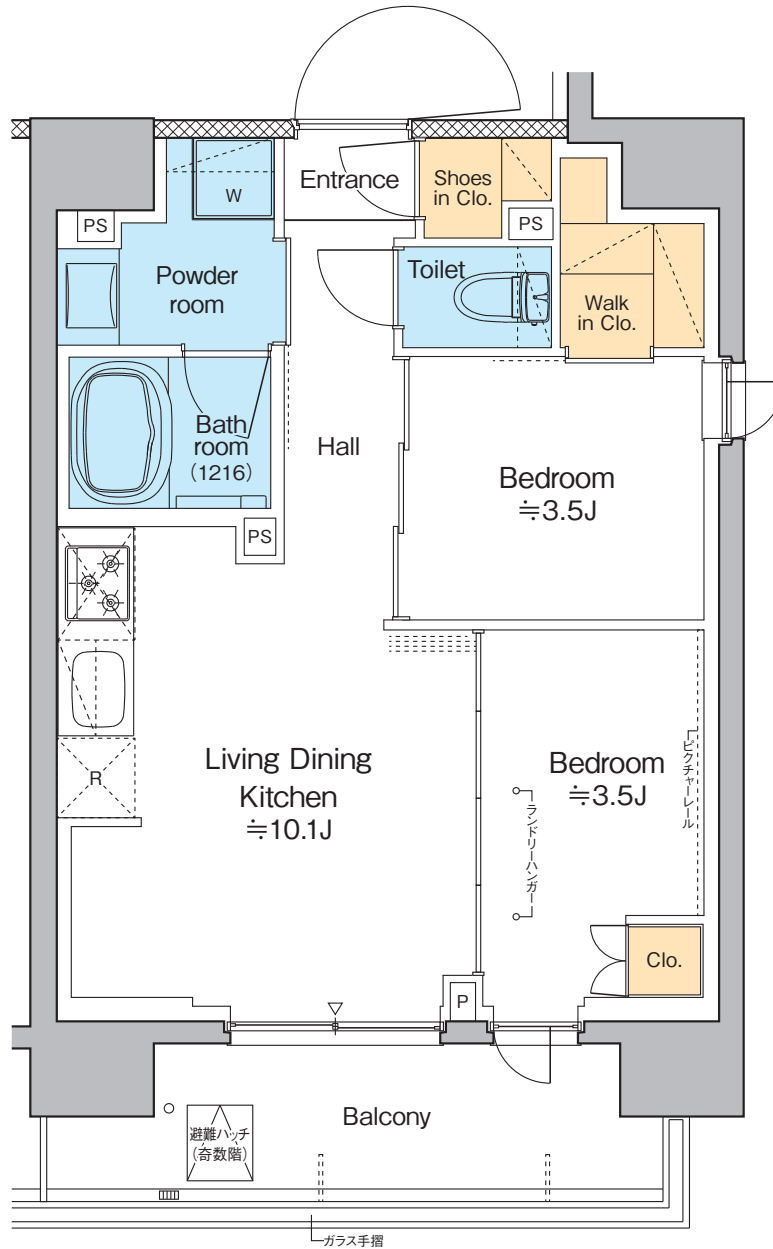 Entrance
Shoes
in Clo.
W
PS
PS
Toilet
Powder
room
Walk
in Clo.
Bath
room
(1216)
Hall
Bedroom
≒3.5J
PS
Living Dining
Kitchen
≒10.1J
R
Bedroom
≒3.5J
ピクチャーレール
ランドリーハンガー
Clo.
P
Balcony
避難ハッチ
(奇数階)
ガラス手摺